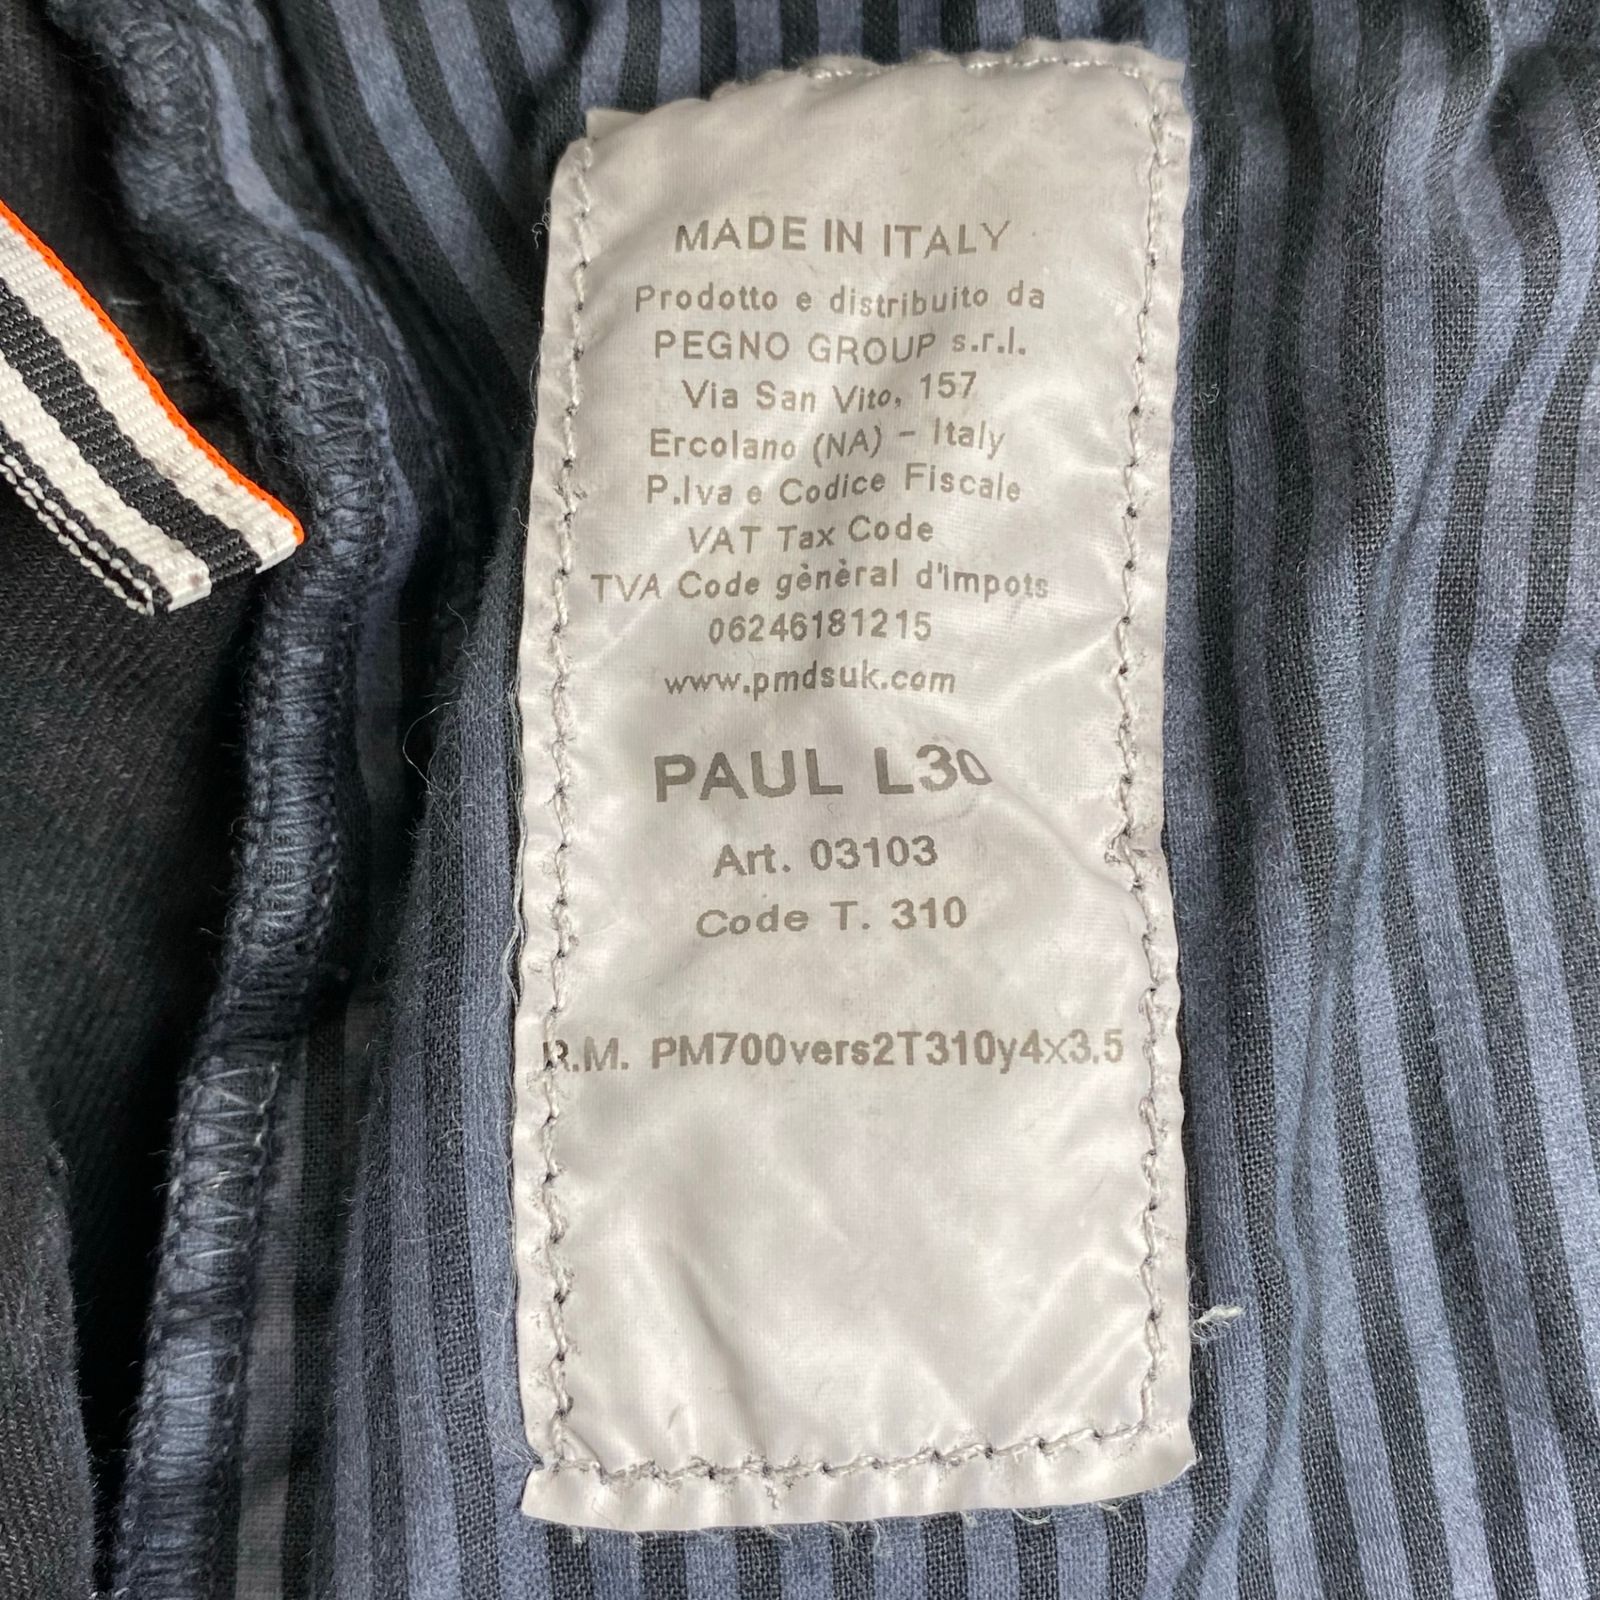 MADE IN ITALY
Prodotto e distribuito da
PEGNO GROUP s.r.l.
Via San Vito, 157
Ercolano (NA) - Italy
P.Iva e Codice Fiscale
VAT Tax Code
TVA Code gènèral d'impots
06246181215
www.pmdsuk.com
PAUL L30
Art. 03103
Code T. 310
R.M. PM700vers2T310y4x3.5